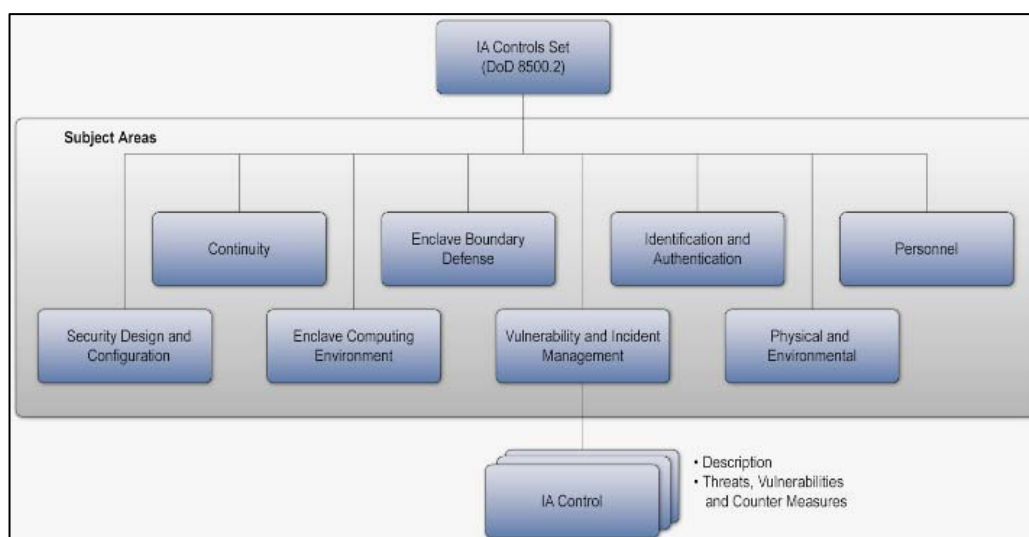 IA Controls Set
(DoD 8500.2)
Subject Areas
Continuity
Enclave Boundary
Defense
Identification and
Authentication
Personnel
Security Design and
Configuration
Enclave Computing
Environment
Vulnerability and Incident
Management
Physical and
Environmental
IA Control
• Description
• Threats, Vulnerabilities
and Counter Measures